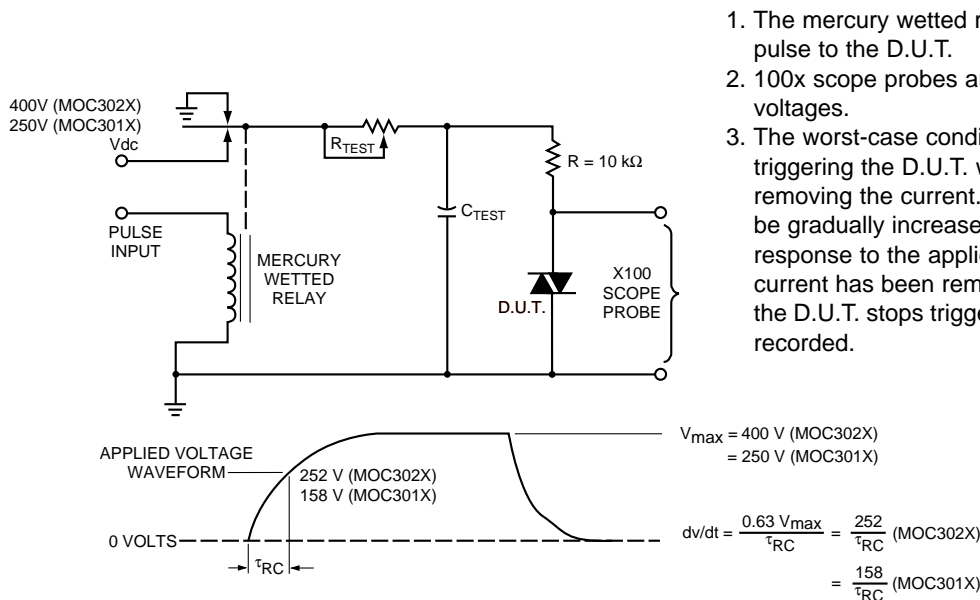 1. The mercury wetted r
pulse to the D.U.T.
2. 100x scope probes a
voltages.
3. The worst-case condi
triggering the D.U.T. w
removing the current.
be gradually increase
response to the applie
current has been rem
the D.U.T. stops trigge
recorded.
400V (MOC302X)
250V (MOC301X)
Vdc
RTEST
R = 10 kΩ
PULSE
INPUT
CTEST
MERCURY
WETTED
RELAY
D.U.T.
X100
SCOPE
PROBE
APPLIED VOLTAGE
WAVEFORM
252 V (MOC302X)
158 V (MOC301X)
0 VOLTS
τRC
Vmax = 400 V (MOC302X)
= 250 V (MOC301X)
dv/dt = 0.63 Vmax / τRC = 252 / τRC (MOC302X)
= 158 / τRC (MOC301X)